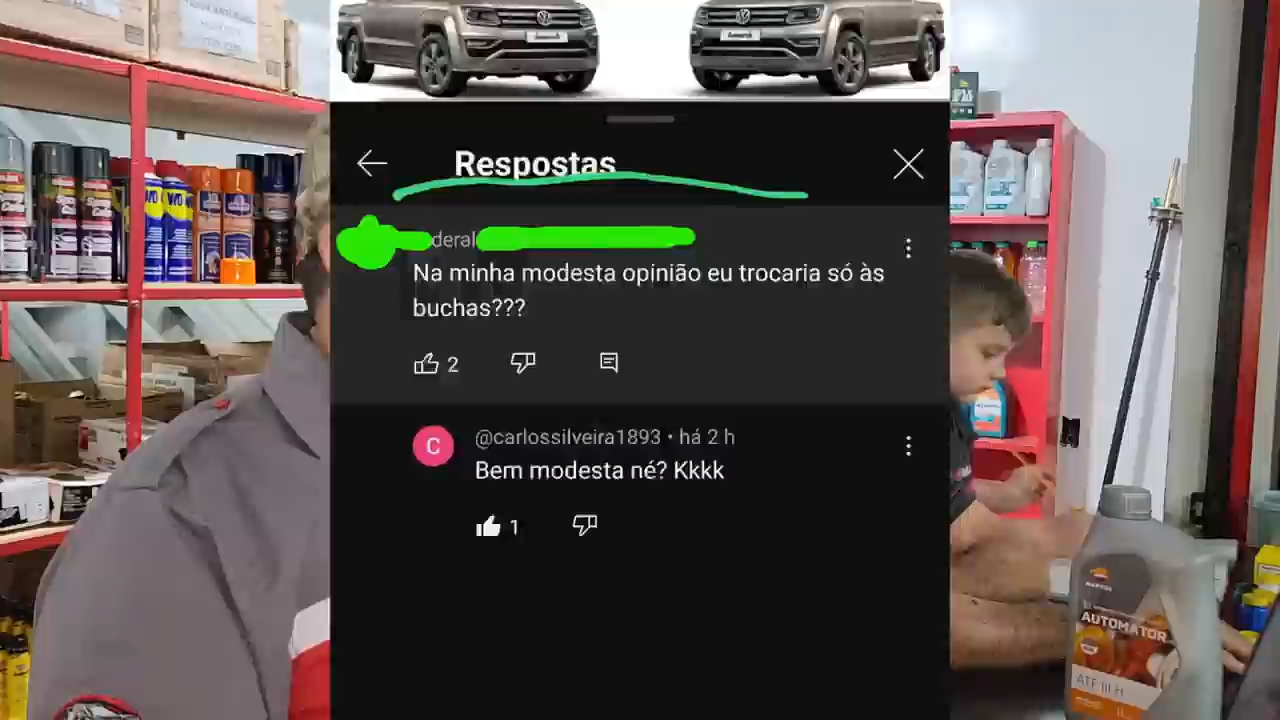 Respostas
deral
Na minha modesta opinião eu trocaria só às
buchas???
2
C
@carlossilveira1893 • há 2 h
Bem modesta né? Kkkk
1
REPSOL
AUTOMATOR
ATF III H